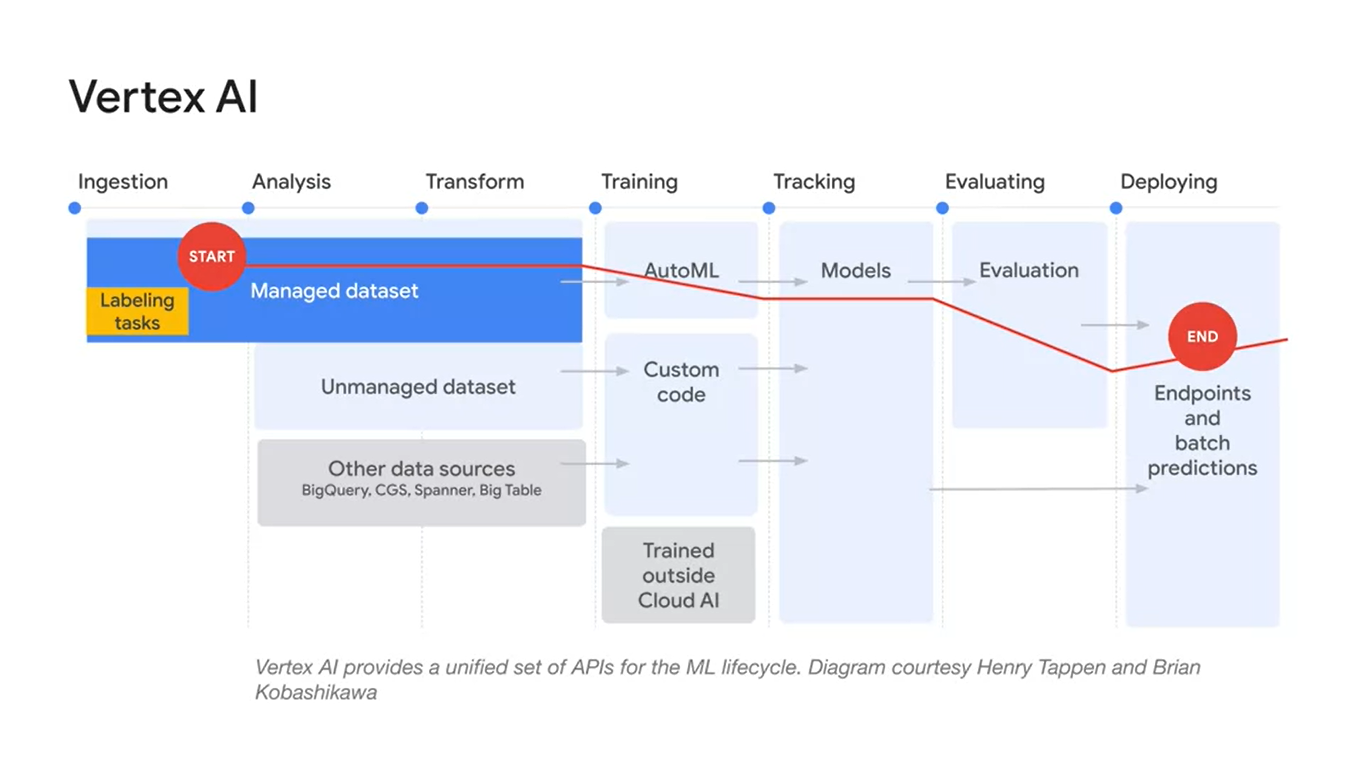 Vertex AI
Ingestion
Analysis
Transform
Training
Tracking
Evaluating
Deploying
START
Managed dataset
Labeling
tasks
AutoML
Models
Evaluation
END
Unmanaged dataset
Custom
code
Endpoints
and
batch
predictions
Other data sources
BigQuery, CGS, Spanner, Big Table
Trained
outside
Cloud AI
Vertex AI provides a unified set of APIs for the ML lifecycle. Diagram courtesy Henry Tappen and Brian
Kobashikawa